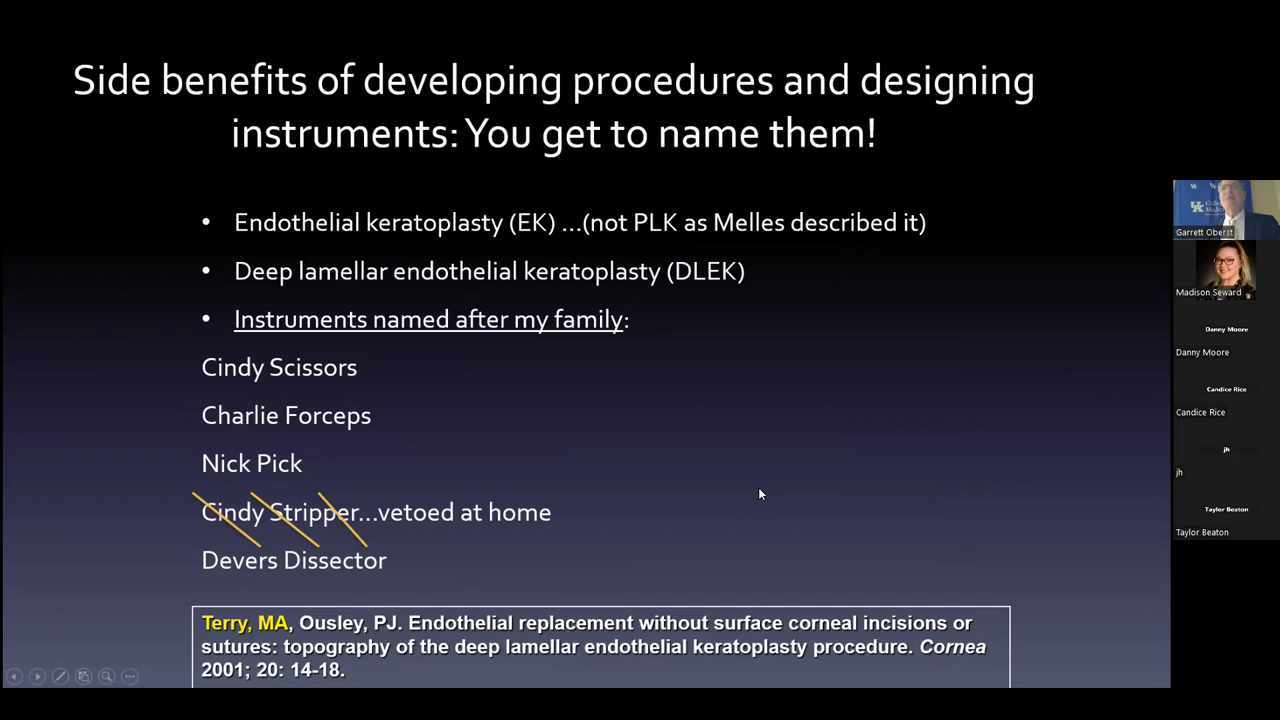 Side benefits of developing procedures and designing
instruments: You get to name them!
• Endothelial keratoplasty (EK) ...(not PLK as Melles described it)
• Deep lamellar endothelial keratoplasty (DLEK)
• Instruments named after my family:
Cindy Scissors
Charlie Forceps
Nick Pick
Cindy Stripper...vetoed at home
Devers Dissector
Terry, MA, Ousley, PJ. Endothelial replacement without surface corneal incisions or
sutures: topography of the deep lamellar endothelial keratoplasty procedure. Cornea
2001; 20: 14-18.
UK
Garrett Oberst
Madison Seward
Danny Moore
Danny Moore
Candice Rice
Candice Rice
jh
jh
Taylor Beaton
Taylor Beaton